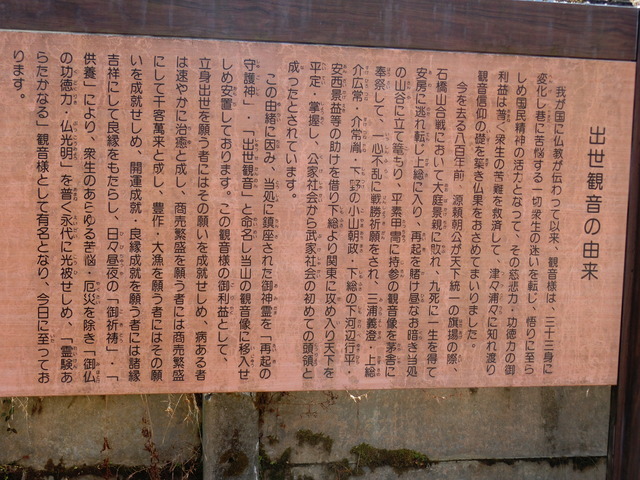 出世観音の由来
我が国に仏教が伝わって以来、観音様は、三十三身に
変化し巷に苦悩する一切衆生の迷いを転じ、悟りに至ら
しめ国民精神の活力となって、その慈悲力・功徳力の御
利益は普く衆生の苦難を救済して、津々浦々に知れ渡り
観音信仰の礎を築き仏果をおさめてまいりました。
今を去る八百年前、源頼朝公が天下統一の旗揚の際、
石橋山合戦において大庭景親に敗れ、九死に一生を得て
安房に逃れ転じ上総に入り、再起を賭け昼なお暗き当処
の山谷に立て篭もり、平素甲冑に持参の観音像を茅舎に
奉祭して、一心不乱に戦勝祈願をされ、三浦義澄・上総
介広常・介常胤・下野の小山朝政・下総の下河辺行平・
安西景益等の助けを借り下総より関東に攻め入り天下を
平定・掌握し、公家社会から武家社会の初めての頭領と
成ったとされています。
この由緒に因み、当処に鎮座された御神霊を「再起の
守護神」・「出世観音」と命名し当山の観音像に移入せ
しめ安置しております。この観音様の御利益として、
立身出世を願う者にはその願いを成就せしめ、病ある者
は速やかに治癒と成し、商売繁盛を願う者には商売繁盛
にして千客萬来と成し、豊作・大漁を願う者にはその願
いを成就せしめ、開運成就・良縁成就を願う者には諸縁
吉祥にして良縁をもたらし、日々昼夜の「御祈祷」・「
供養」により、衆生のあらゆる苦悩・厄災を除き「御仏
の功徳力・仏光明」を普く永代に光被せしめ、「霊験あ
らたかなる」観音様として有名となり、今日に至ってお
ります。